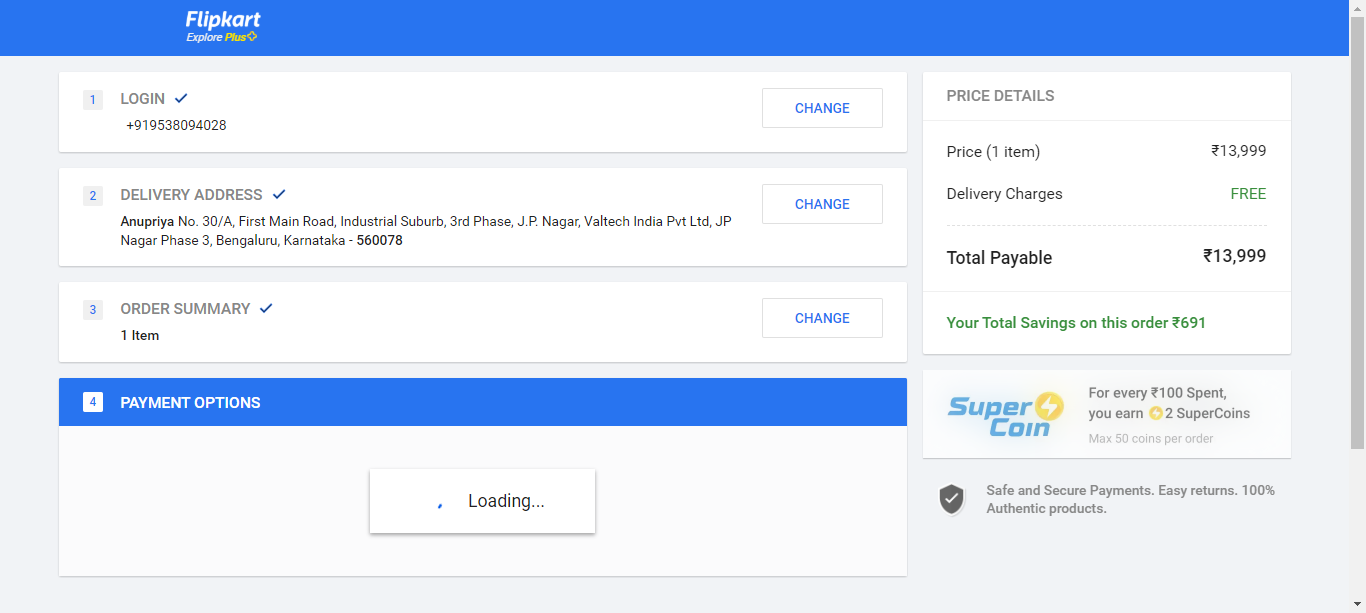 Flipkart
Explore Plus
1 LOGIN
+919538094028
CHANGE
2 DELIVERY ADDRESS
Anupriya No. 30/A, First Main Road, Industrial Suburb, 3rd Phase, J.P. Nagar, Valtech India Pvt Ltd, JP
Nagar Phase 3, Bengaluru, Karnataka - 560078
CHANGE
3 ORDER SUMMARY
1 Item
CHANGE
4 PAYMENT OPTIONS
Loading...
PRICE DETAILS
Price (1 item) ₹13,999
Delivery Charges FREE
Total Payable ₹13,999
Your Total Savings on this order ₹691
Super
Coin
For every ₹100 Spent,
you earn 2 SuperCoins
Max 50 coins per order
Safe and Secure Payments. Easy returns. 100%
Authentic products.